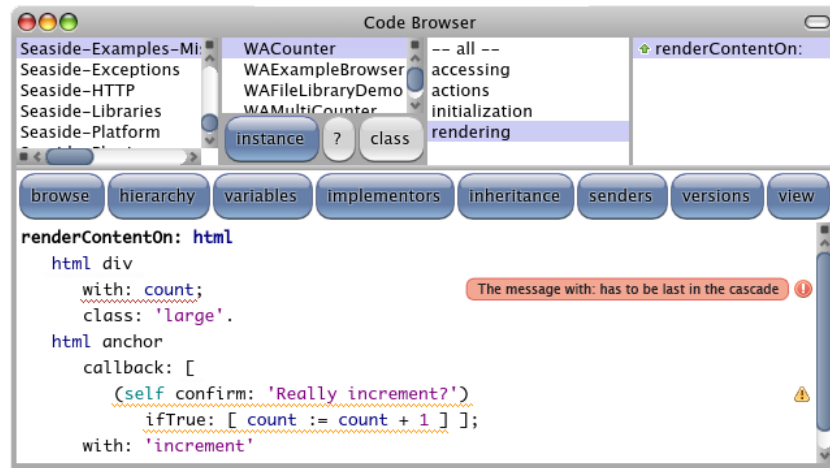 Code Browser
Seaside-Examples-Mi
Seaside-Exceptions
Seaside-HTTP
Seaside-Libraries
Seaside-Platform
WACounter
WAExampleBrowser
WAFileLibraryDemo
WAMultiCounter
instance ? class
-- all --
accessing
actions
initialization
rendering
renderContentOn:
browse hierarchy variables implementors inheritance senders versions view
renderContentOn: html
html div
with: count;
The message with: has to be last in the cascade
class: 'large'.
html anchor
callback: [
(self confirm: 'Really increment?')
ifTrue: [ count := count + 1 ] ];
with: 'increment'